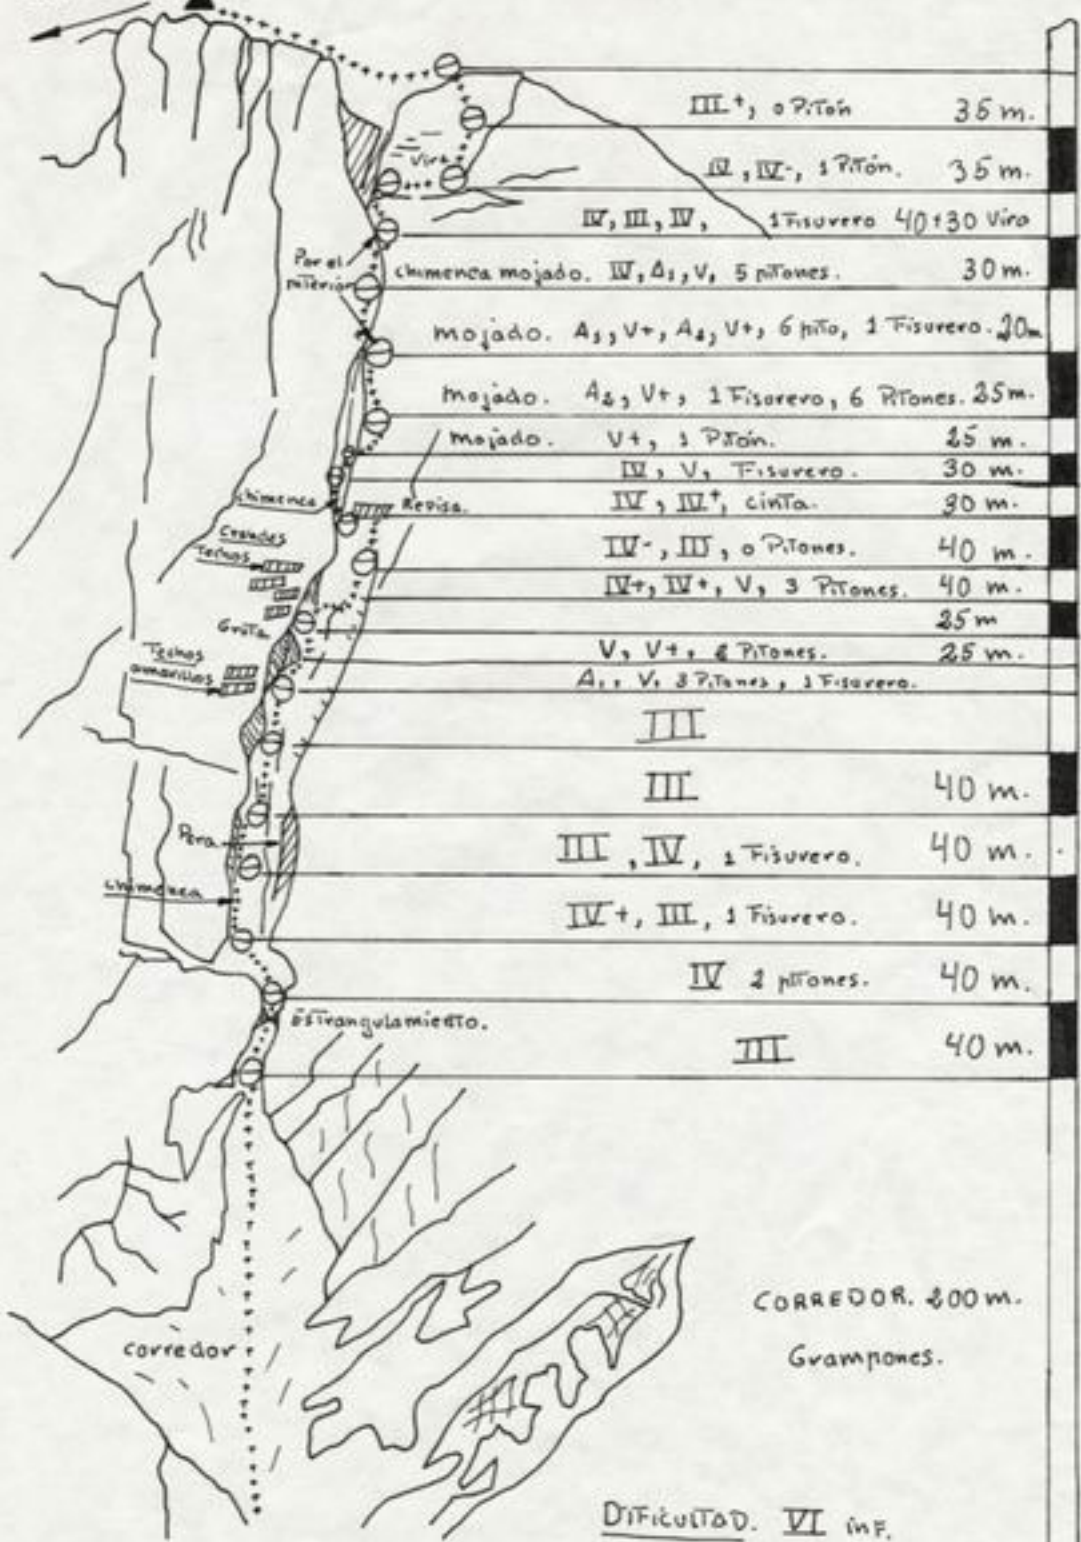 III+, o Pitón 35 m.
Vira
IV, IV-, 1 Pitón. 35 m.
IV, III, IV, 1 Fisurero 40+30 Vira
Por el
chimenea mojado. IV, A1, V, 5 pitones. 30 m.
mojado. A1, V+, A2, V+, 6 pito, 1 Fisurero. 20m
mojado. A2, V+, 1 Fisurero, 6 Pitones. 25m.
mojado. V+, 1 Pitón. 25 m.
IV, V, Fisurero. 30 m.
chimenea Repisa. IV, IV+, cinta. 30 m.
Grandes
Techos IV-, III, o Pitones. 40 m.
IV+, IV+, V, 3 Pitones. 40 m.
Gruta 25 m
Techos V, V+, 2 Pitones. 25 m.
amarillos A1, V, 3 Pitones, 1 Fisurero.
III
III 40 m.
Pera III, IV, 1 Fisurero. 40 m.
chimenea IV+, III, 1 Fisurero. 40 m.
IV 2 pitones. 40 m.
Estrangulamiento.
III 40 m.
CORREDOR. 200 m.
corredor Grampones.
DIFICULTAD. VI inf.